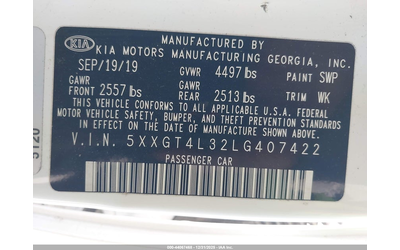 MANUFACTURED BY
KIA
KIA MOTORS MANUFACTURING GEORGIA, INC.
SEP/19/19 GVWR 4497 lbs PAINT SWP
GAWR GAWR
FRONT 2557 lbs REAR 2513 lbs TRIM WK
THIS VEHICLE CONFORMS TO ALL APPLICABLE FEDERAL
MOTOR VEHICLE SAFETY, BUMPER, AND THEFT PREVENTION
STANDARDS IN EFFECT ON THE DATE OF
MANUFACTURE SHOWN ABOVE.
V.I.N. 5XXGT4L32LG407422
PASSENGER CAR